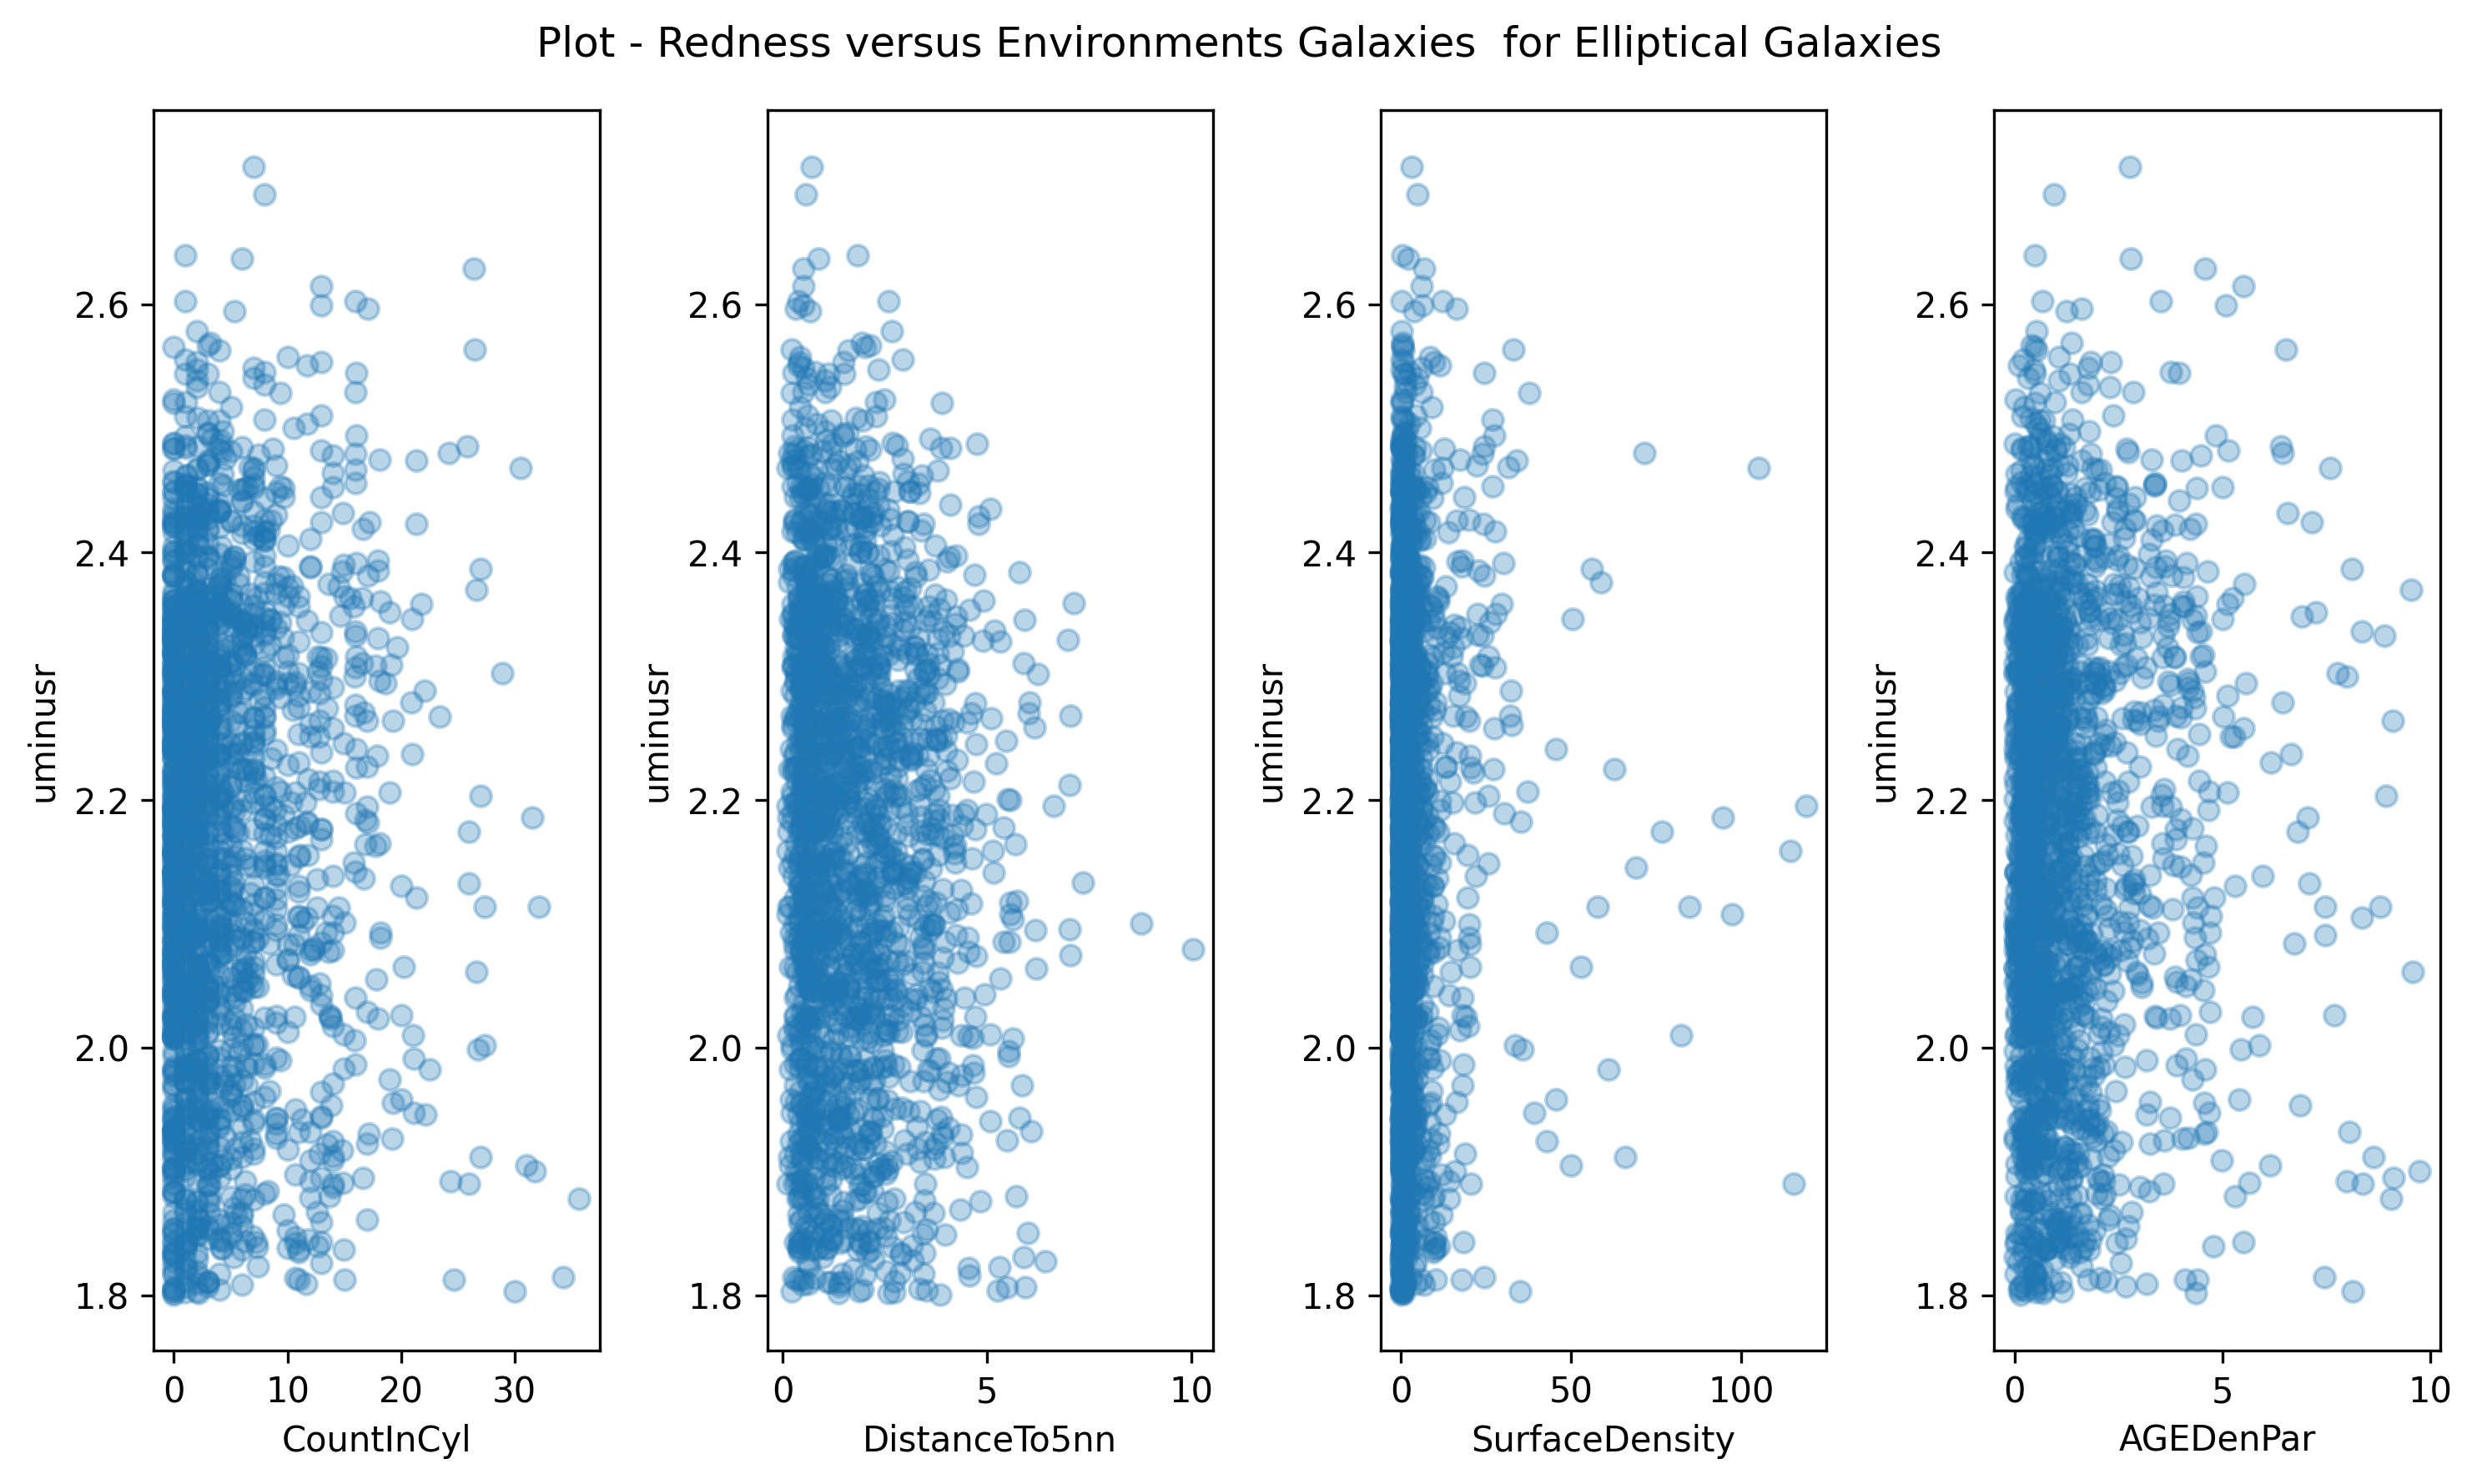 Plot - Redness versus Environments Galaxies  for Elliptical Galaxies
uminusr
2.6
2.4
2.2
2.0
1.8
0 10 20 30
CountInCyl
uminusr
2.6
2.4
2.2
2.0
1.8
0 5 10
DistanceTo5nn
uminusr
2.6
2.4
2.2
2.0
1.8
0 50 100
SurfaceDensity
uminusr
2.6
2.4
2.2
2.0
1.8
0 5 10
AGEDenPar